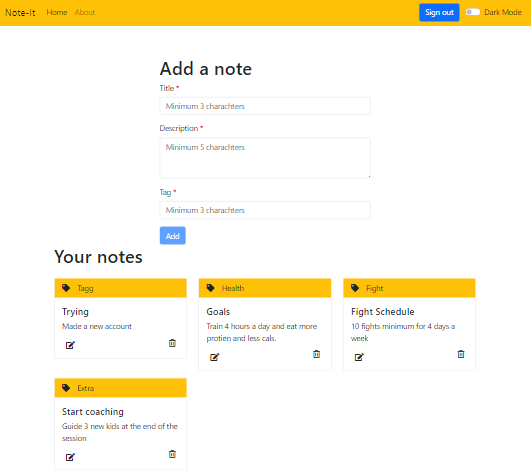 Note-It Home About Sign out Dark Mode
Add a note
Title *
Minimum 3 charachters
Description *
Minimum 5 charachters
Tag *
Minimum 3 charachters
Add
Your notes
Tagg
Trying
Made a new account
Health
Goals
Train 4 hours a day and eat more
protien and less cals.
Fight
Fight Schedule
10 fights minimum for 4 days a
week
Extra
Start coaching
Guide 3 new kids at the end of the
session